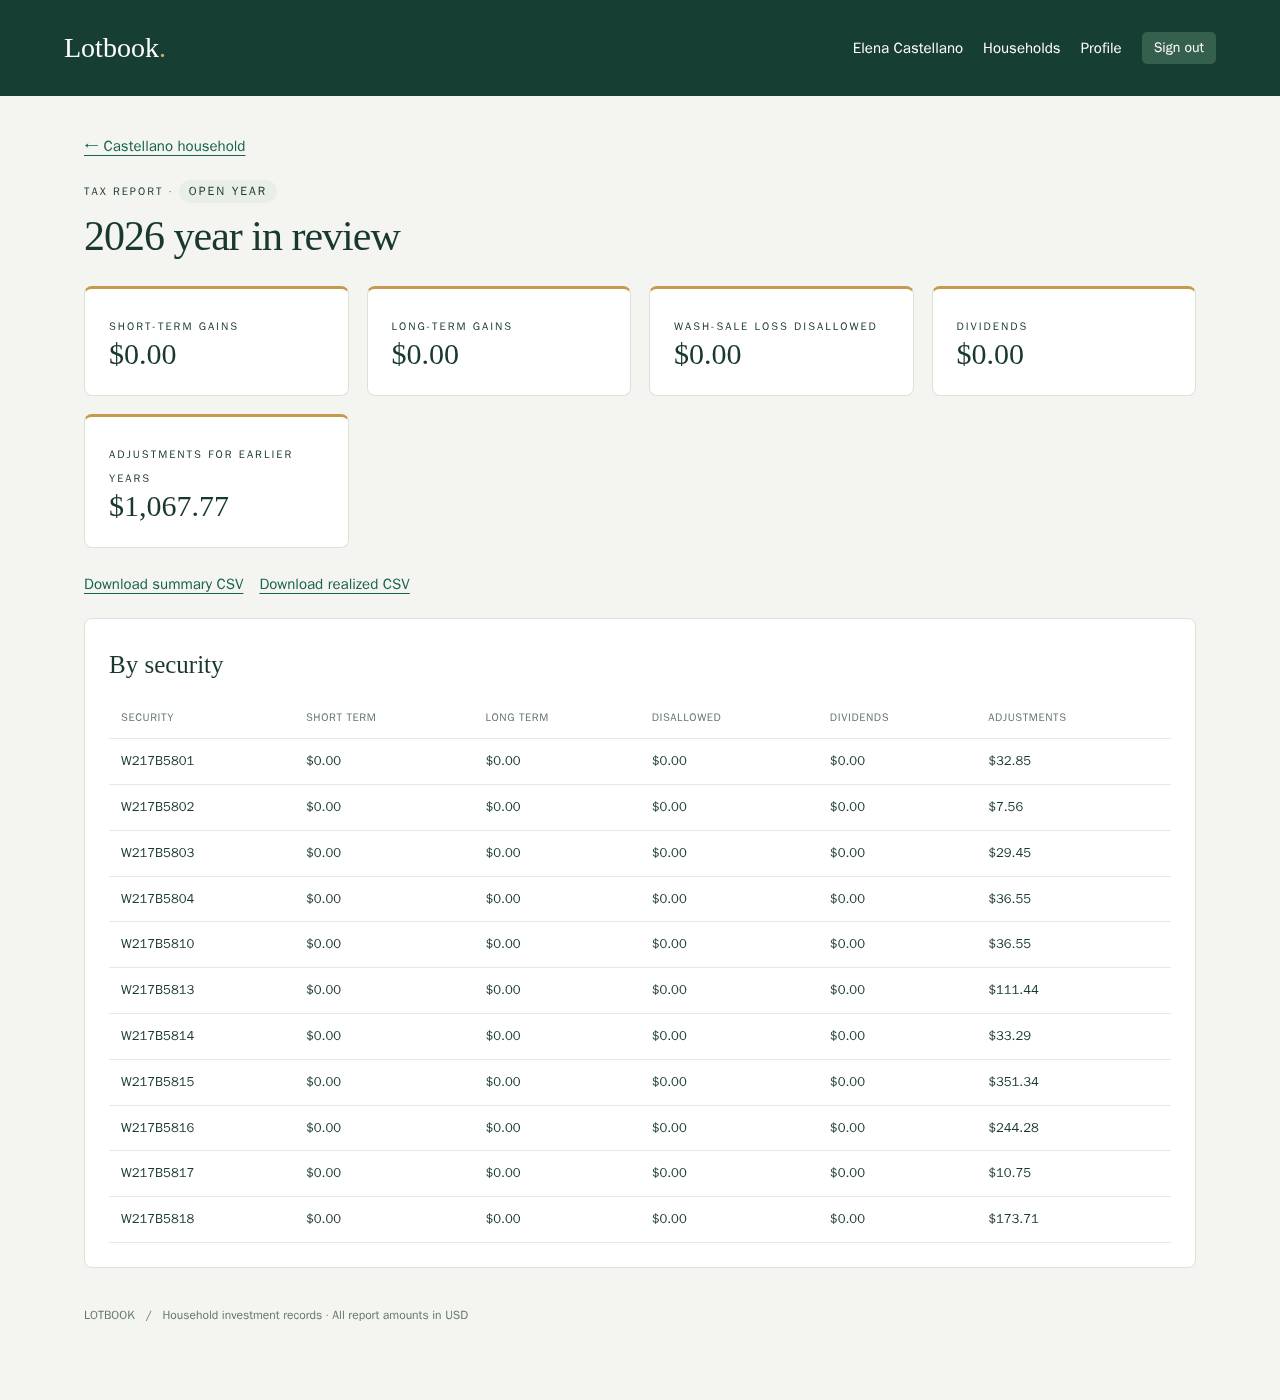 Lotbook.
Elena Castellano Households Profile Sign out
← Castellano household
TAX REPORT · OPEN YEAR
2026 year in review
SHORT-TERM GAINS
$0.00
LONG-TERM GAINS
$0.00
WASH-SALE LOSS DISALLOWED
$0.00
DIVIDENDS
$0.00
ADJUSTMENTS FOR EARLIER
YEARS
$1,067.77
Download summary CSV Download realized CSV
By security
SECURITY SHORT TERM LONG TERM DISALLOWED DIVIDENDS ADJUSTMENTS
W217B5801 $0.00 $0.00 $0.00 $0.00 $32.85
W217B5802 $0.00 $0.00 $0.00 $0.00 $7.56
W217B5803 $0.00 $0.00 $0.00 $0.00 $29.45
W217B5804 $0.00 $0.00 $0.00 $0.00 $36.55
W217B5810 $0.00 $0.00 $0.00 $0.00 $36.55
W217B5813 $0.00 $0.00 $0.00 $0.00 $111.44
W217B5814 $0.00 $0.00 $0.00 $0.00 $33.29
W217B5815 $0.00 $0.00 $0.00 $0.00 $351.34
W217B5816 $0.00 $0.00 $0.00 $0.00 $244.28
W217B5817 $0.00 $0.00 $0.00 $0.00 $10.75
W217B5818 $0.00 $0.00 $0.00 $0.00 $173.71
LOTBOOK / Household investment records · All report amounts in USD